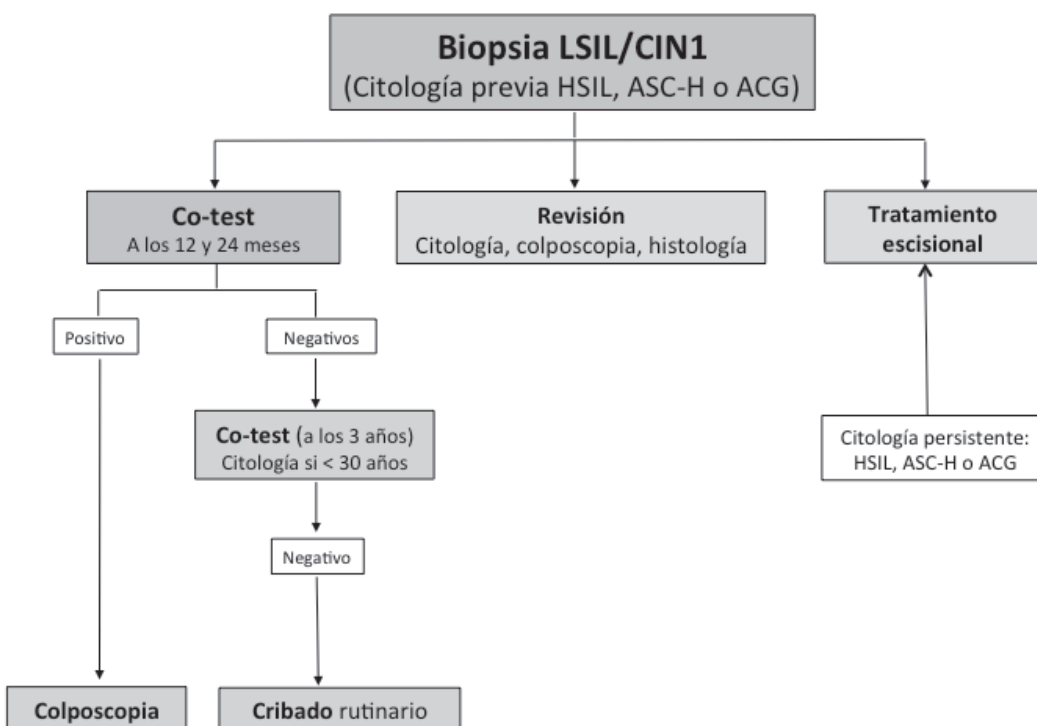 Biopsia LSIL/CIN1
(Citología previa HSIL, ASC-H o ACG)
Co-test
A los 12 y 24 meses
Revisión
Citología, colposcopia, histología
Tratamiento
escisional
Positivo
Negativos
Co-test (a los 3 años)
Citología si < 30 años
Citología persistente:
HSIL, ASC-H o ACG
Negativo
Colposcopia
Cribado rutinario